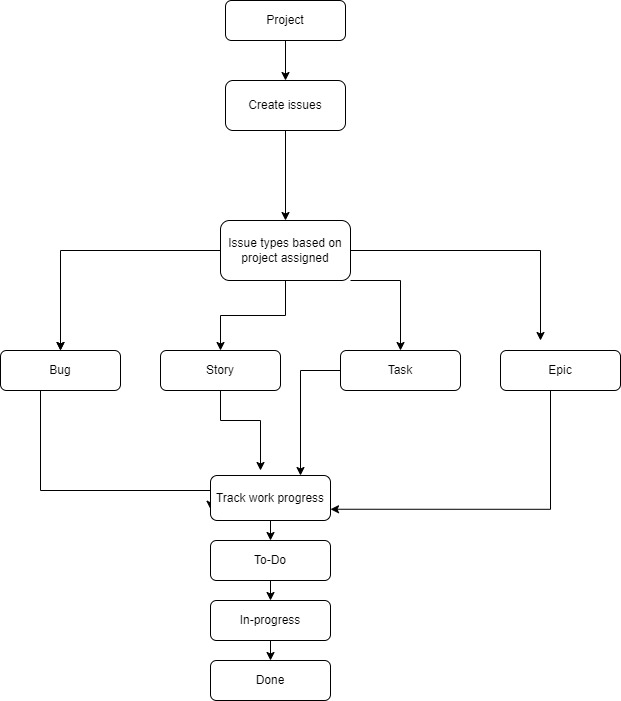 Project
Create issues
Issue types based on
project assigned
Bug
Story
Task
Epic
Track work progress
To-Do
In-progress
Done